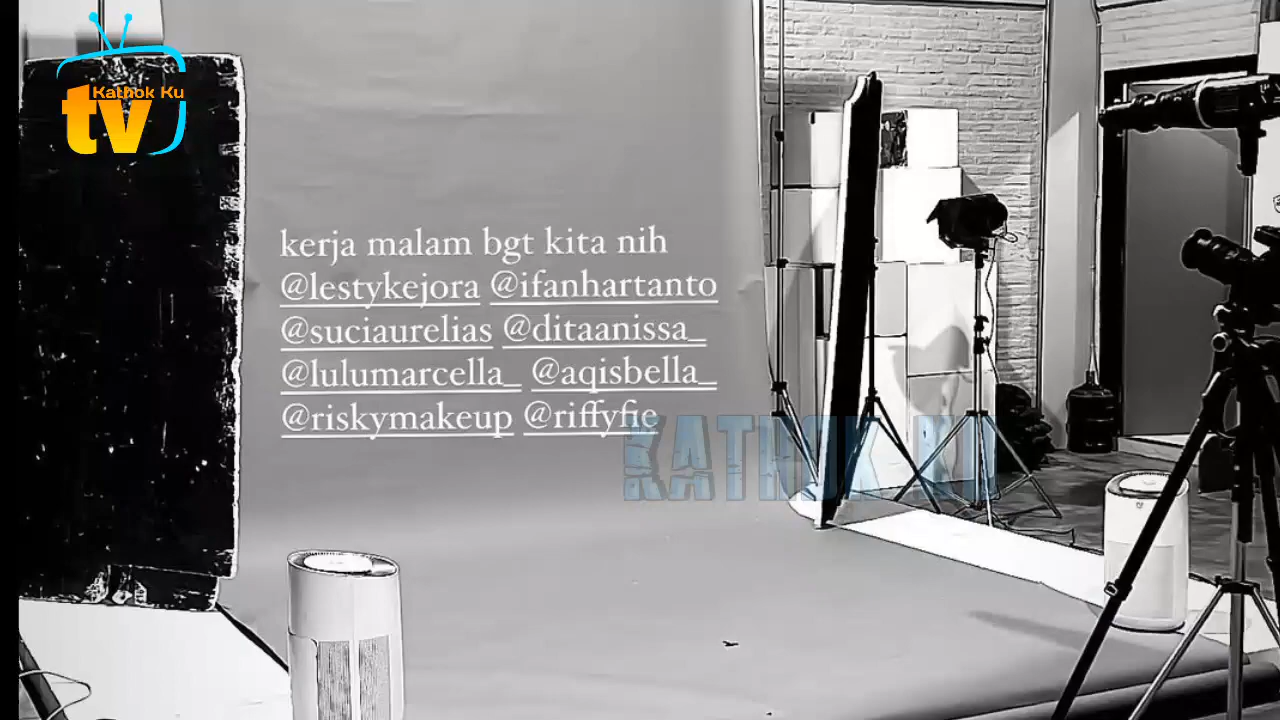 Kathok Ku
tv
kerja malam bgt kita nih
@lestykejora @ifanhartanto
@suciaurelias @ditaanissa_
@lulumarcella_ @aqisbella_
@riskymakeup @riffyfie
KATHOK KU